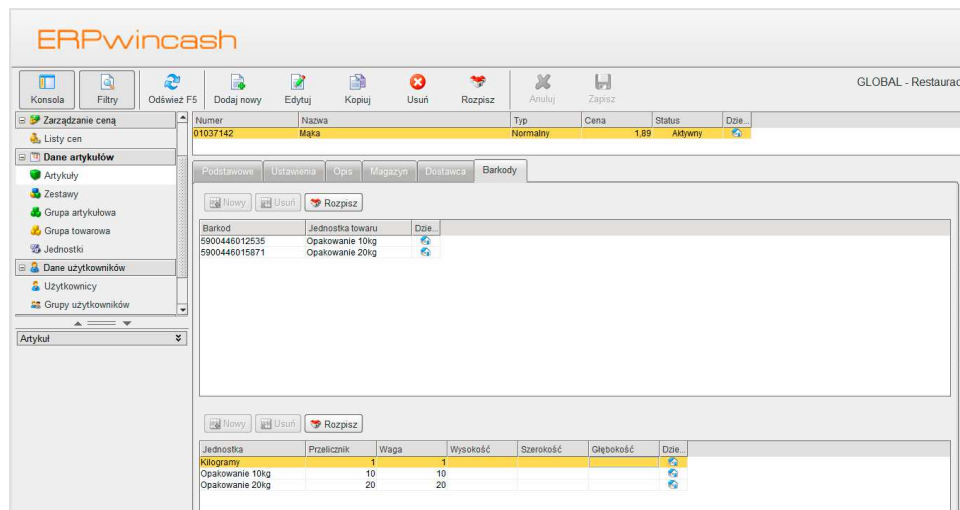 ERPwincash
Konsola Filtry Odśwież F5 Dodaj nowy Edytuj Kopiuj Usuń Rozpisz Anuluj Zapisz GLOBAL - Restaurac
Zarządzanie ceną
Listy cen
Dane artykułów
Artykuły
Zestawy
Grupa artykułowa
Grupa towarowa
Jednostki
Dane użytkowników
Użytkownicy
Grupy użytkowników
Artykuł
Numer Nazwa Typ Cena Status Dzie...
01037142 Mąka Normalny 1,89 Aktywny
Podstawowe Ustawienia Opis Magazyn Dostawca Barkody
Nowy Usuń Rozpisz
Barkod Jednostka towaru Dzie...
5900446012535 Opakowanie 10kg
5900446015871 Opakowanie 20kg
Nowy Usuń Rozpisz
Jednostka Przelicznik Waga Wysokość Szerokość Głębokość Dzie...
Kilogramy 1 1
Opakowanie 10kg 10 10
Opakowanie 20kg 20 20